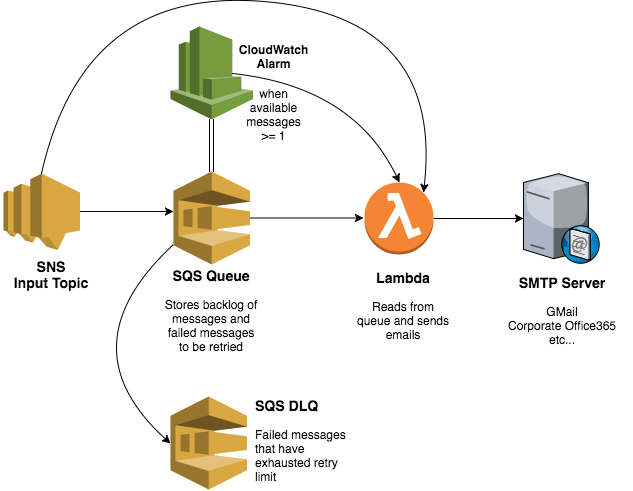 CloudWatch
Alarm
when
available
messages
>= 1
SNS
Input Topic
SQS Queue
Stores backlog of
messages and
failed messages
to be retried
Lambda
Reads from
queue and sends
emails
SMTP Server
GMail
Corporate Office365
etc...
SQS DLQ
Failed messages
that have
exhausted retry
limit